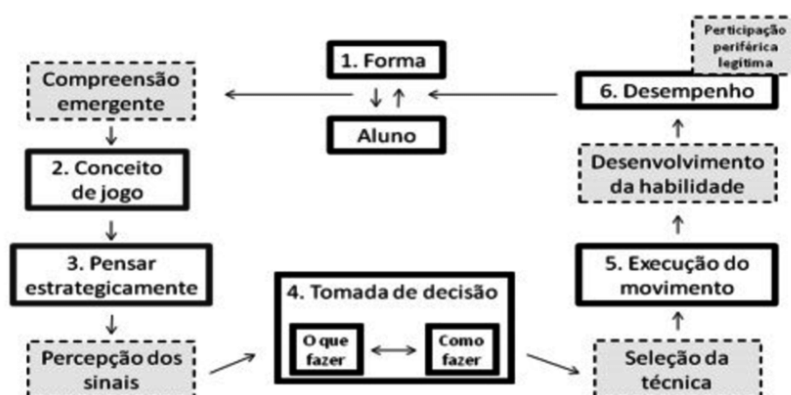 Perticipação
periférica
legítima
1. Forma
Compreensão
emergente
6. Desempenho
Aluno
2. Conceito
de jogo
Desenvolvimento
da habilidade
3. Pensar
estrategicamente
4. Tomada de decisão
5. Execução do
movimento
O que
fazer
Como
fazer
Percepção dos
sinais
Seleção da
técnica